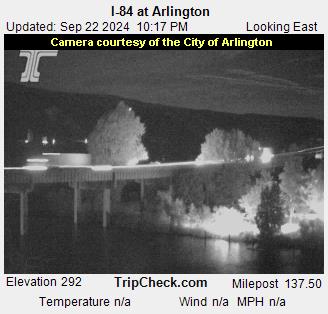 I-84 at Arlington
Updated: Sep 22 2024 10:17 PM Looking East
Camera courtesy of the City of Arlington
Elevation 292 TripCheck.com Milepost 137.50
Temperature n/a Wind n/a MPH n/a